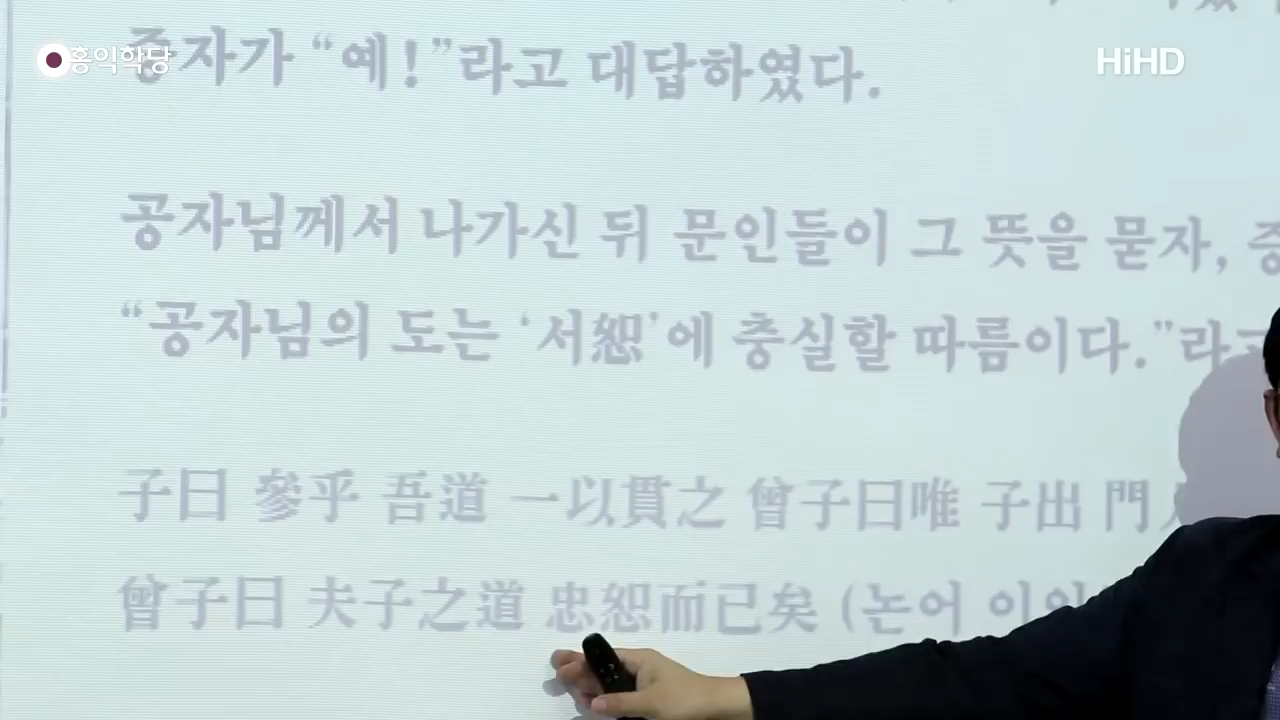 홍익학당
HiHD
증자가 “예!”라고 대답하였다.
공자님께서 나가신 뒤 문인들이 그 뜻을 묻자,
“공자님의 도는 ‘서恕’에 충실할 따름이다.”라고
子曰 參乎 吾道 一以貫之 曾子曰唯 子出 門
曾子曰 夫子之道 忠恕而已矣 (논어 이인